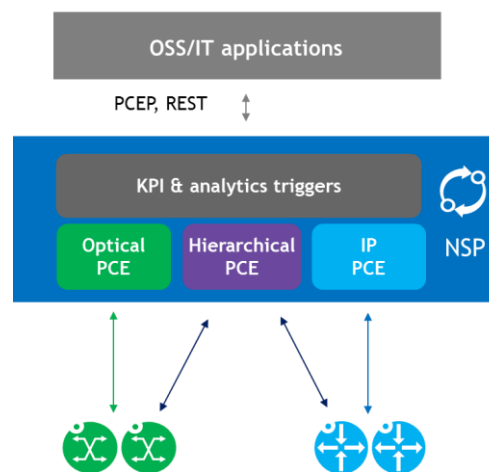 OSS/IT applications
PCEP, REST
KPI & analytics triggers
Optical
PCE
Hierarchical
PCE
IP
PCE
NSP